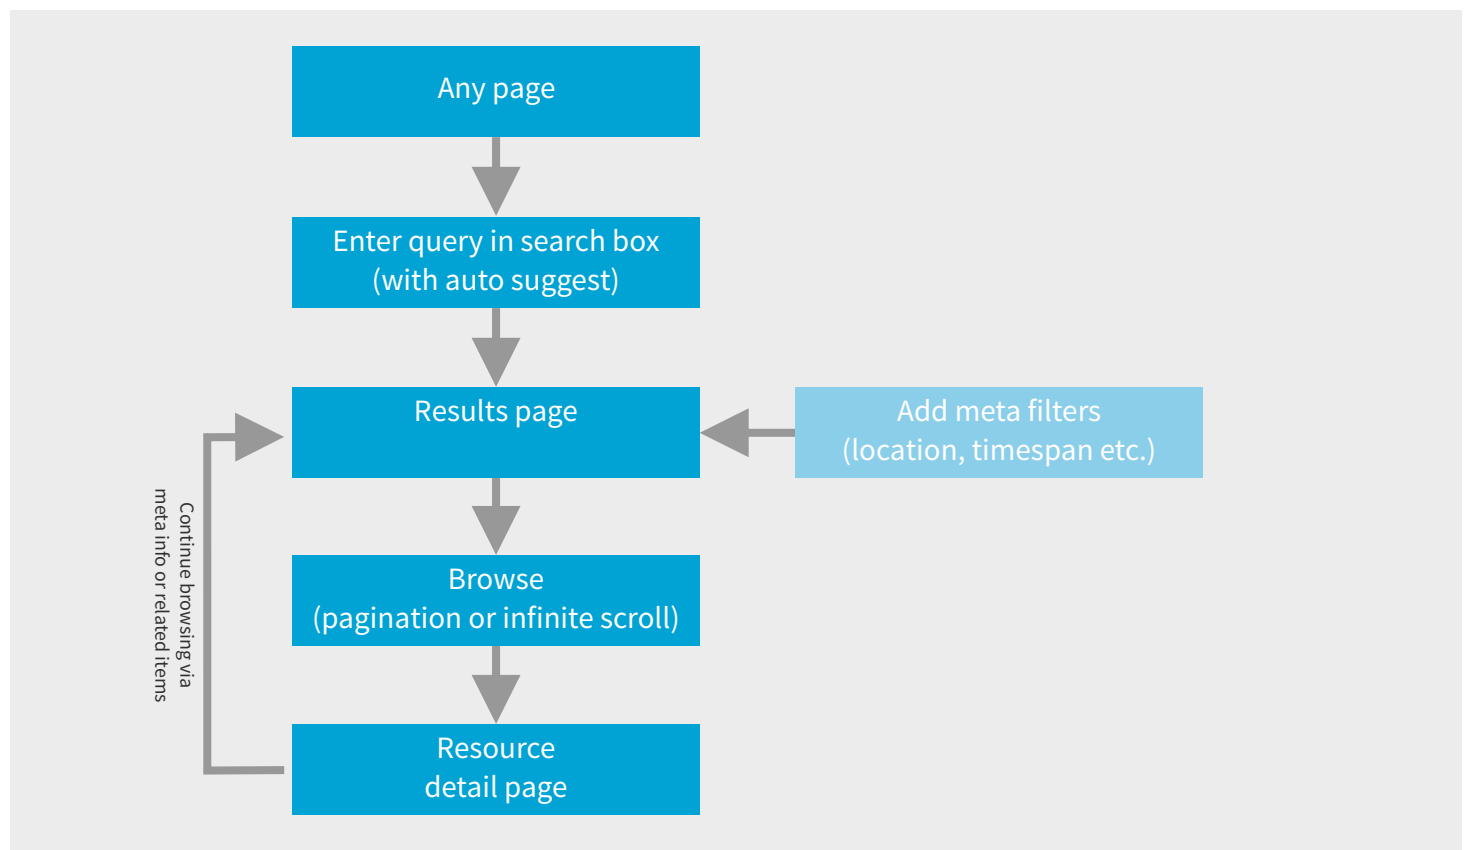 Any page
Enter query in search box
(with auto suggest)
Results page
Add meta filters
(location, timespan etc.)
Continue browsing via
meta info or related items
Browse
(pagination or infinite scroll)
Resource
detail page